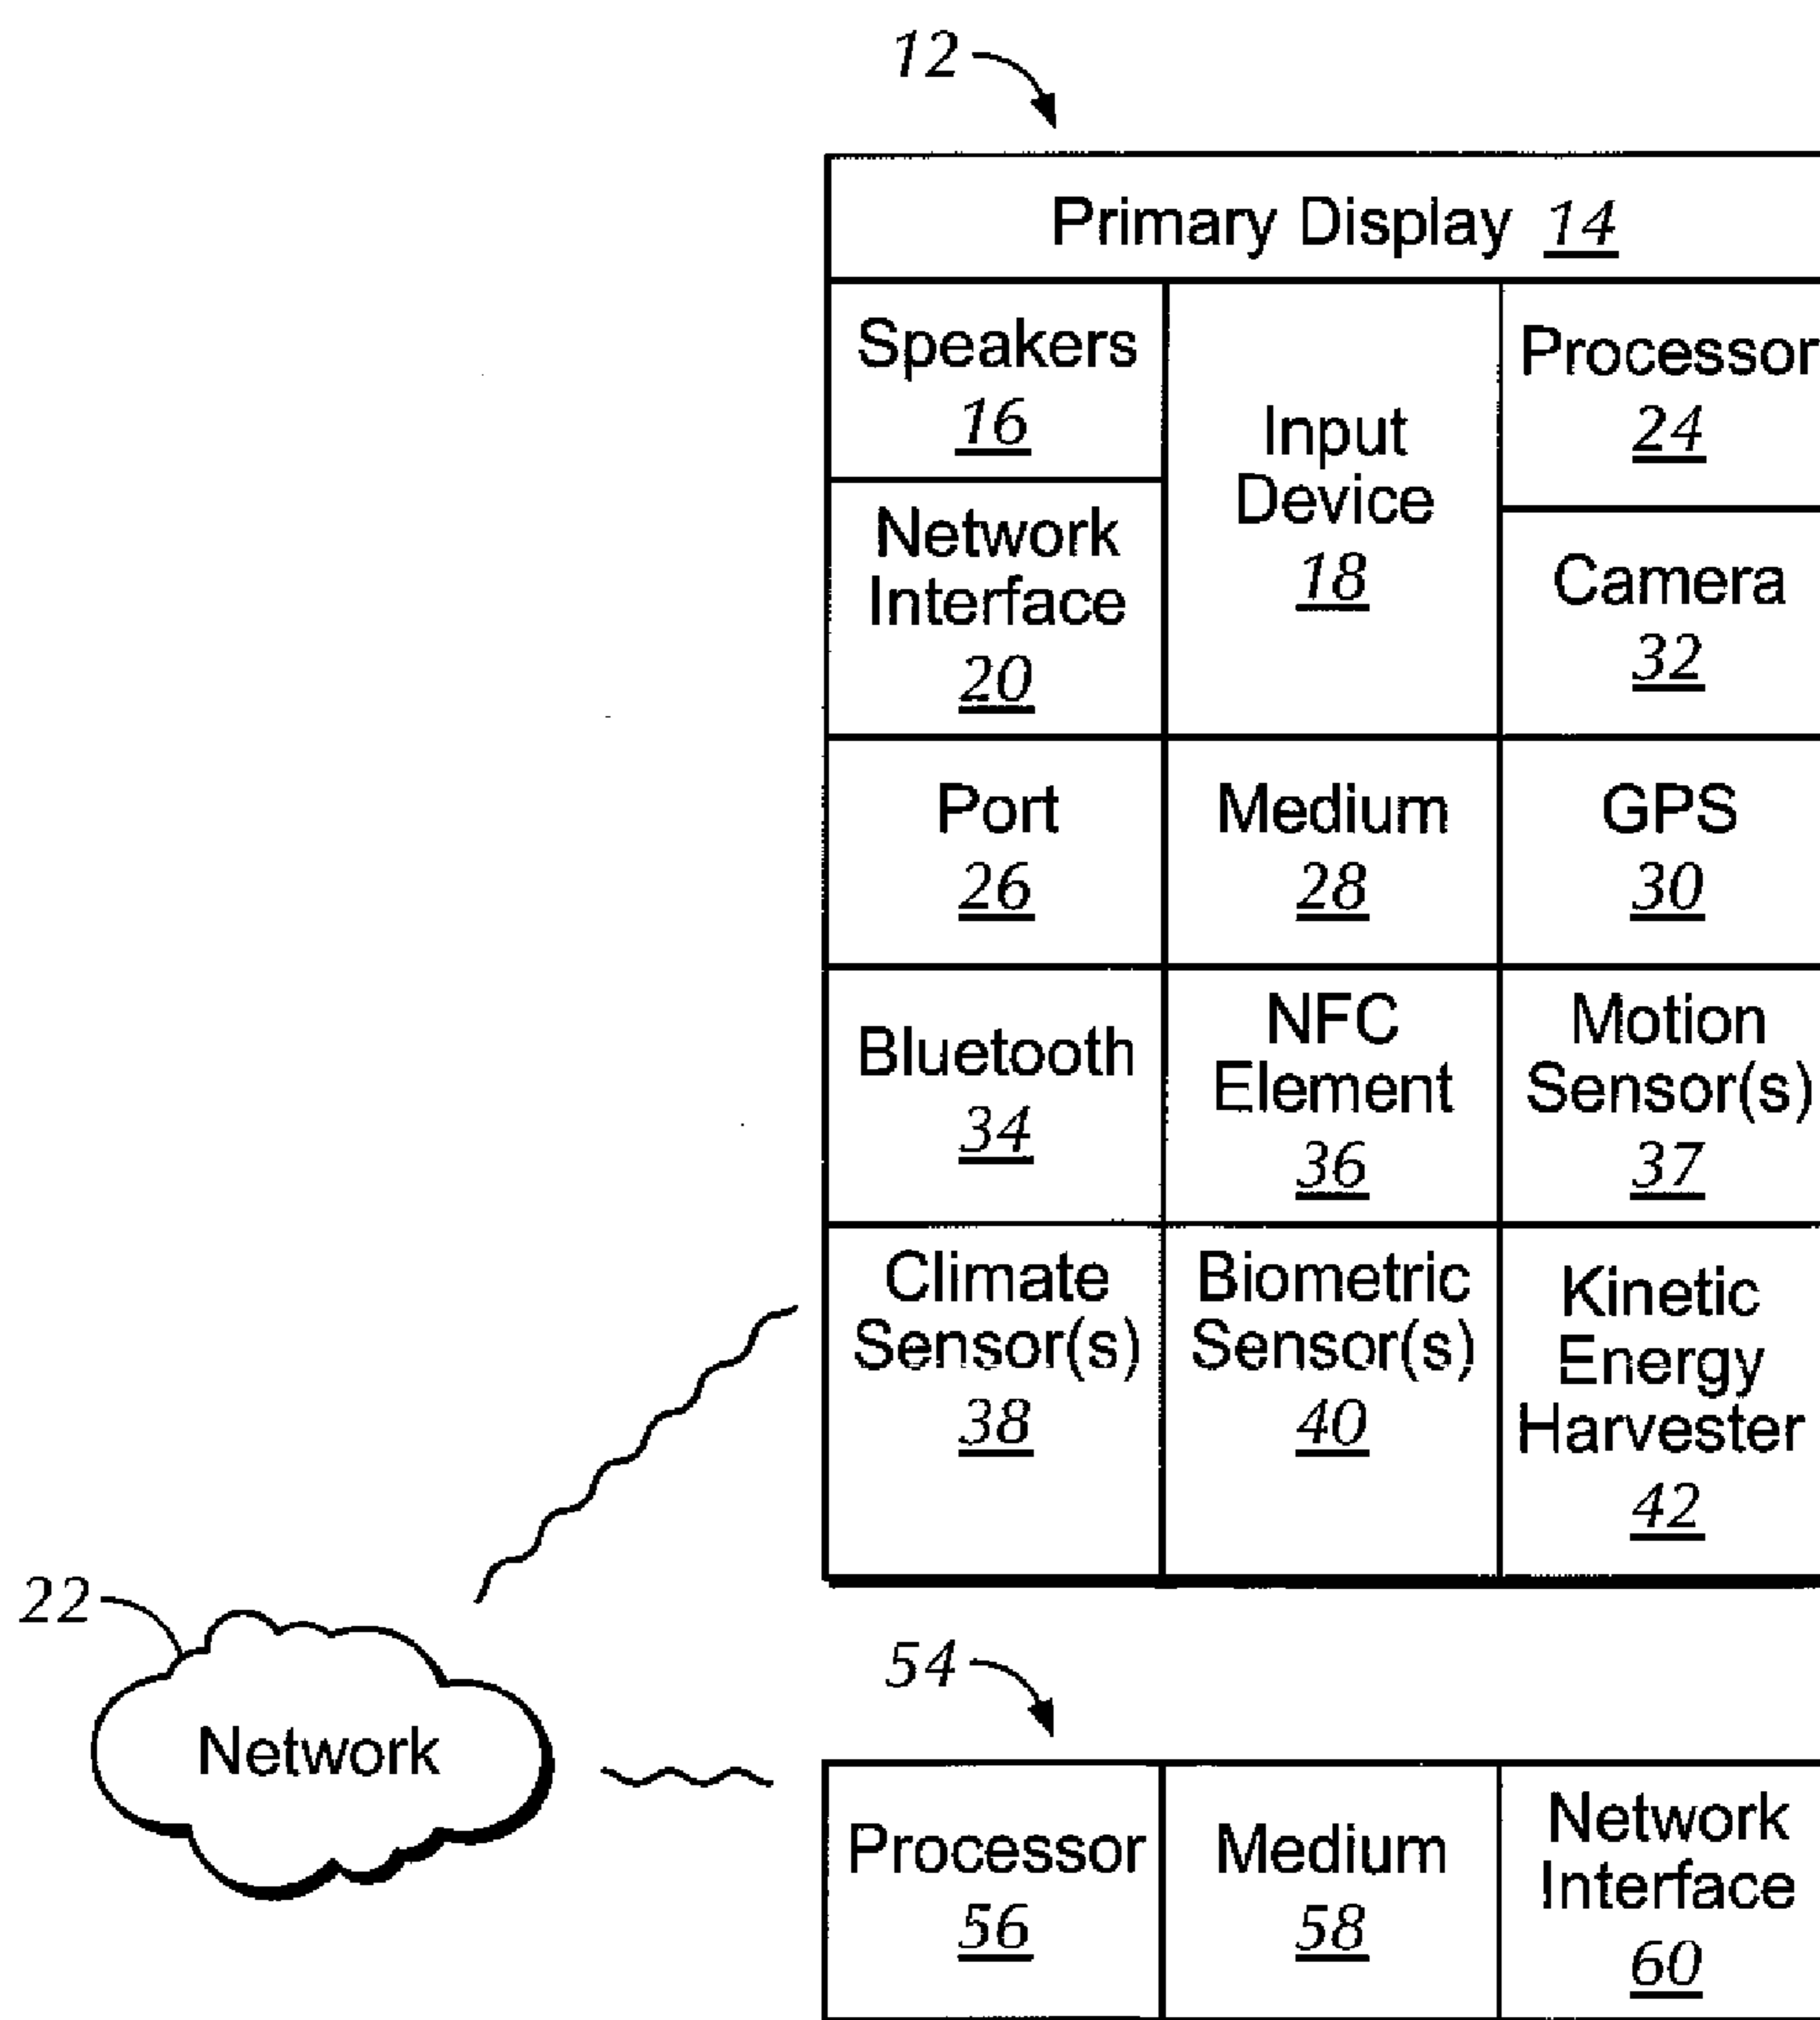 12
Primary Display 14
Speakers
16
Input
Device
18
Processor
24
Network
Interface
20
Camera
32
Port
26
Medium
28
GPS
30
Bluetooth
34
NFC
Element
36
Motion
Sensor(s)
37
Climate
Sensor(s)
38
Biometric
Sensor(s)
40
Kinetic
Energy
Harvester
42
22
Network
54
Processor
56
Medium
58
Network
Interface
60